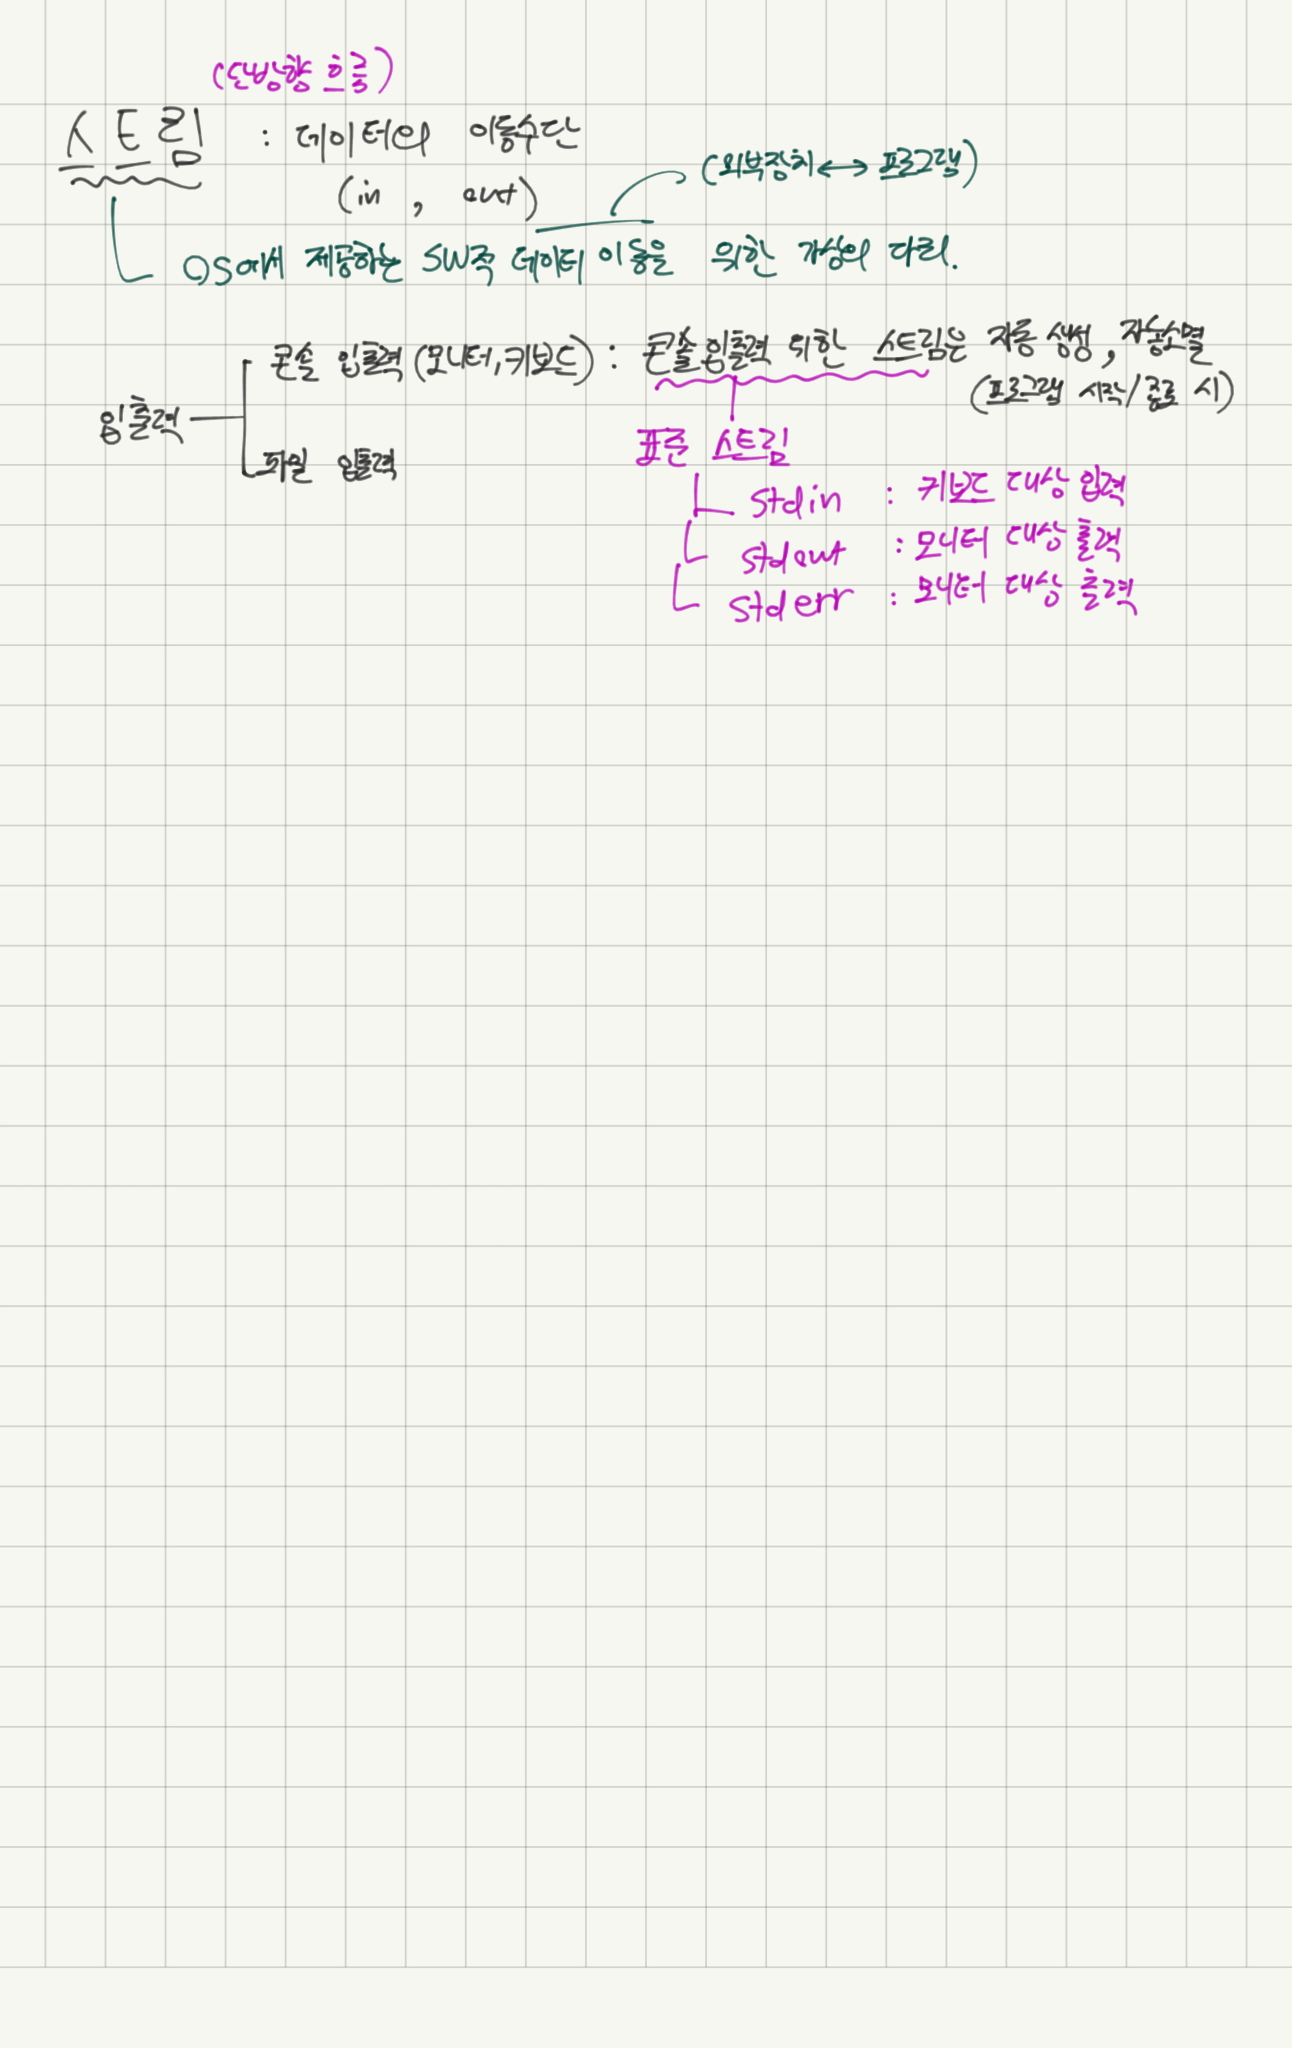 (단방향 흐름)
스트림 : 데이터의 이동수단
(in , out)
(외부장치 ↔ 프로그램)
OS에서 제공하는 SW적 데이터 이동을 위한 가상의 다리.
입출력
콘솔 입출력 (모니터, 키보드) : 콘솔입출력 위한 스트림은 자동 생성, 자동소멸
(프로그램 시작/종료 시)
파일 입출력
표준 스트림
stdin : 키보드 대상 입력
stdout : 모니터 대상 출력
stderr : 모니터 대상 출력